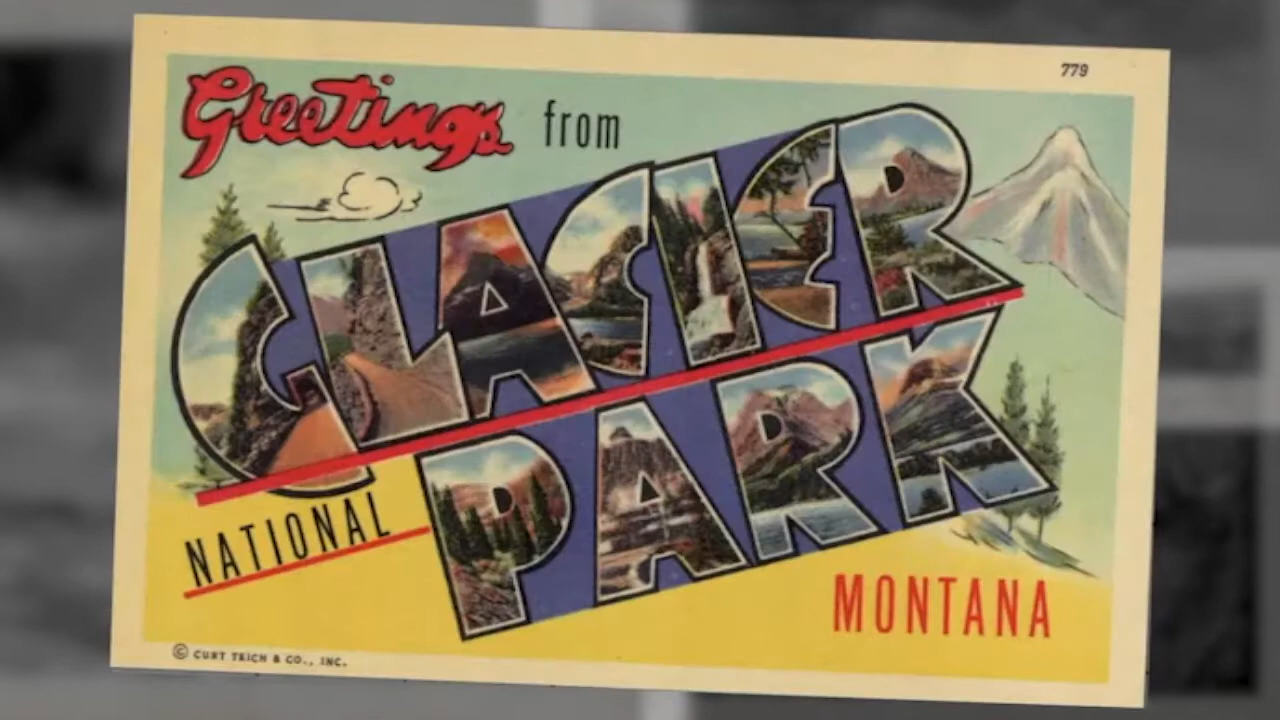 779
Greetings from
GLACIER
NATIONAL
PARK
MONTANA
© CURT TEICH & CO., INC.